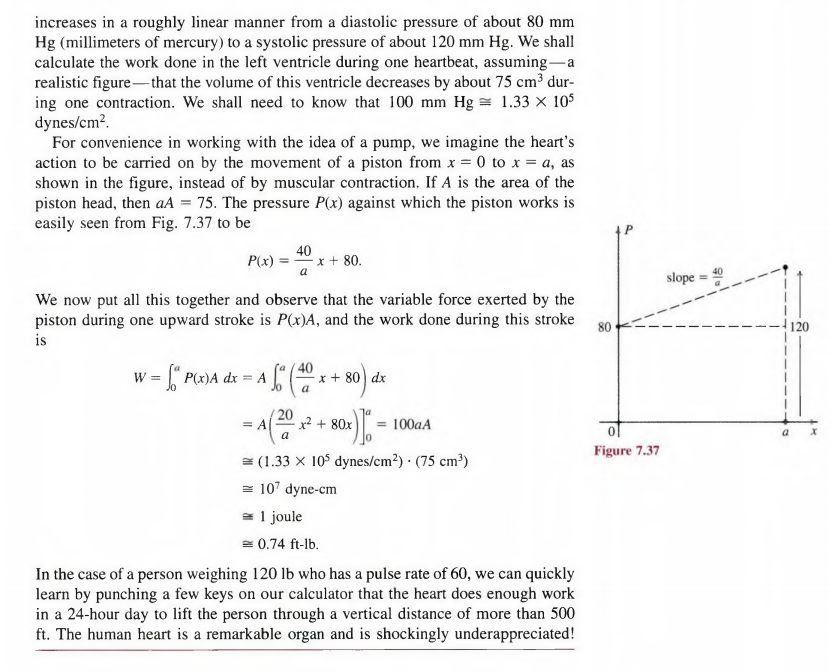 increases in a roughly linear manner from a diastolic pressure of about 80 mm
Hg (millimeters of mercury) to a systolic pressure of about 120 mm Hg. We shall
calculate the work done in the left ventricle during one heartbeat, assuming—a
realistic figure—that the volume of this ventricle decreases by about 75 cm³ dur-
ing one contraction. We shall need to know that 100 mm Hg ≅ 1.33 × 10⁵
dynes/cm².
For convenience in working with the idea of a pump, we imagine the heart's
action to be carried on by the movement of a piston from x = 0 to x = a, as
shown in the figure, instead of by muscular contraction. If A is the area of the
piston head, then aA = 75. The pressure P(x) against which the piston works is
easily seen from Fig. 7.37 to be
P(x) = 40/a x + 80.
We now put all this together and observe that the variable force exerted by the
piston during one upward stroke is P(x)A, and the work done during this stroke
is
W = ∫₀ᵃ P(x)A dx = A ∫₀ᵃ (40/a x + 80) dx
= A(20/a x² + 80x)]₀ᵃ = 100aA
≅ (1.33 × 10⁵ dynes/cm²) · (75 cm³)
≅ 10⁷ dyne-cm
≅ 1 joule
≅ 0.74 ft-lb.
In the case of a person weighing 120 lb who has a pulse rate of 60, we can quickly
learn by punching a few keys on our calculator that the heart does enough work
in a 24-hour day to lift the person through a vertical distance of more than 500
ft. The human heart is a remarkable organ and is shockingly underappreciated!
P
slope = 40/a
80
120
0
a
x
Figure 7.37